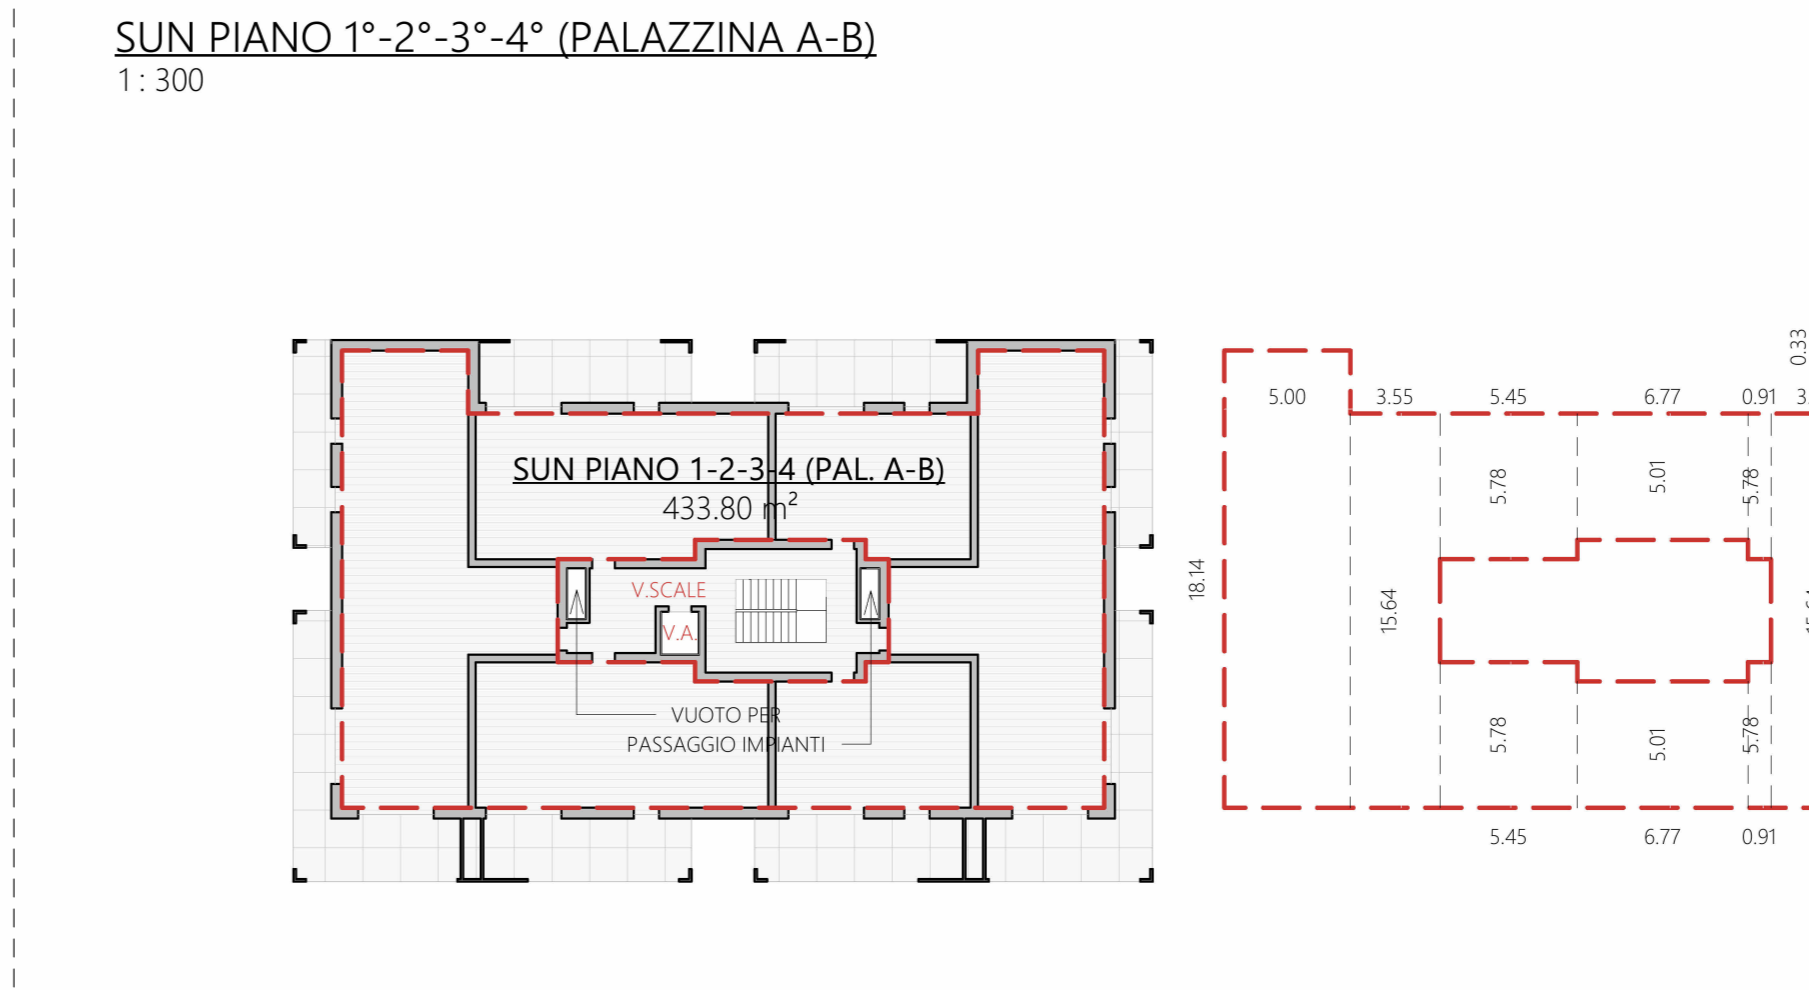 SUN PIANO 1°-2°-3°-4° (PALAZZINA A-B)
1 : 300
0.33
5.00 3.55 5.45 6.77 0.91
SUN PIANO 1-2-3-4 (PAL. A-B)
433.80 m²
5.78 5.01 5.78
V.SCALE
V.A.
18.14
15.64
VUOTO PER
PASSAGGIO IMPIANTI
5.78 5.01 5.78
5.45 6.77 0.91